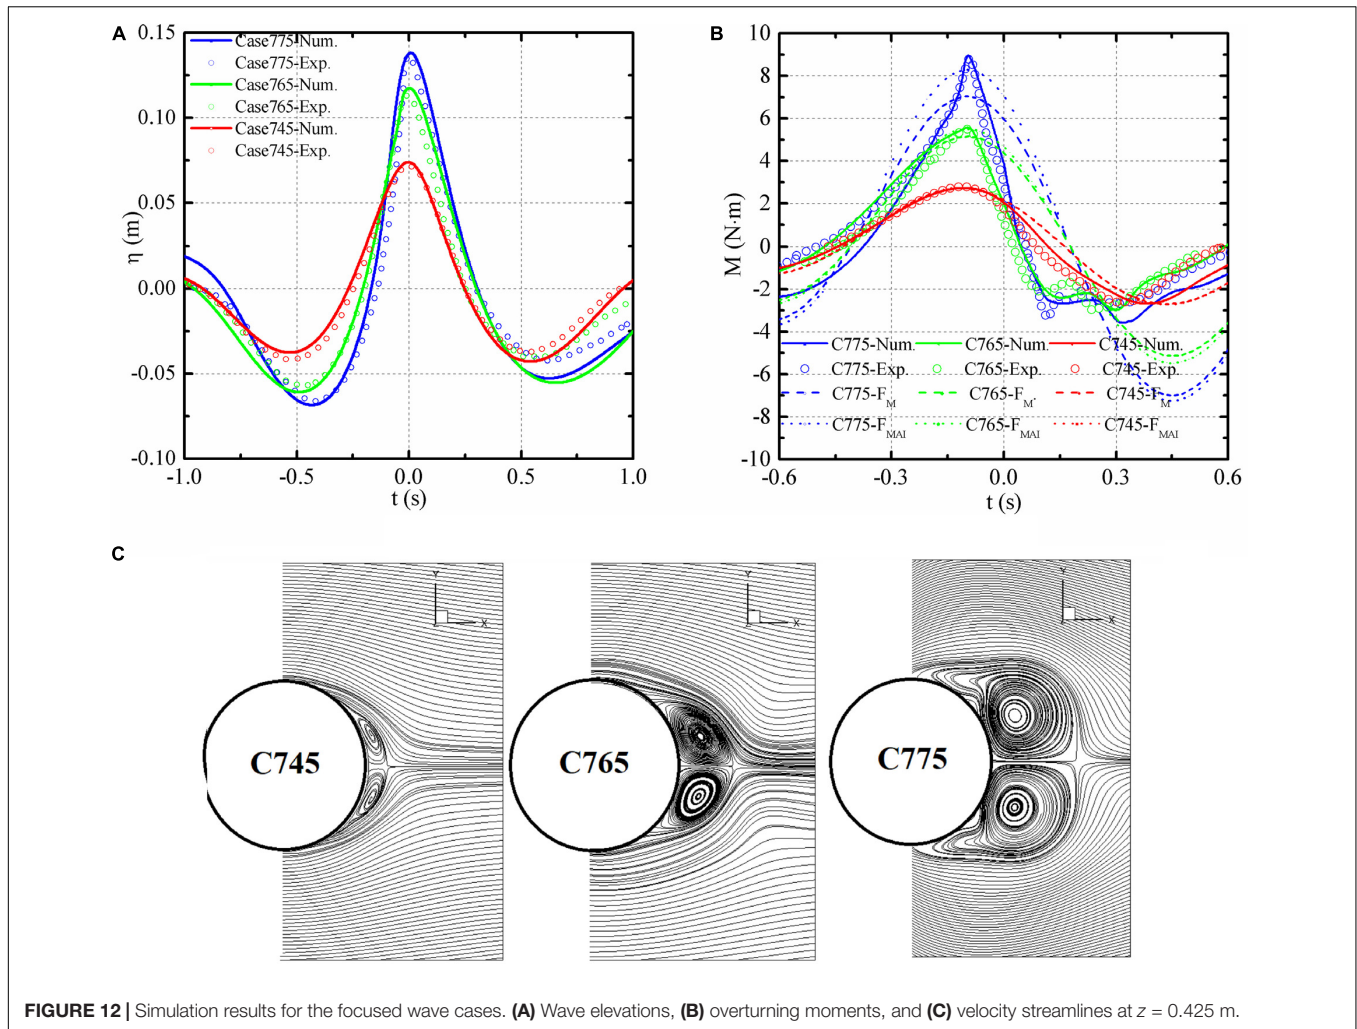 A
0.15
0.10
0.05
0.00
-0.05
-0.10
η (m)
Case775-Num.
Case775-Exp.
Case765-Num.
Case765-Exp.
Case745-Num.
Case745-Exp.
-1.0 -0.5 0.0 0.5 1.0
t (s)
B
10
8
6
4
2
0
-2
-4
-6
-8
-10
M (N·m)
C775-Num. C765-Num. C745-Num.
C775-Exp. C765-Exp. C745-Exp.
C775-FM C765-FM. C745-FM
C775-FMAI C765-FMAI C745-FMAI
-0.6 -0.3 0.0 0.3 0.6
t (s)
C
Y Z X
Y Z X
Y Z X
C745 C765 C775
FIGURE 12 | Simulation results for the focused wave cases. (A) Wave elevations, (B) overturning moments, and (C) velocity streamlines at z = 0.425 m.